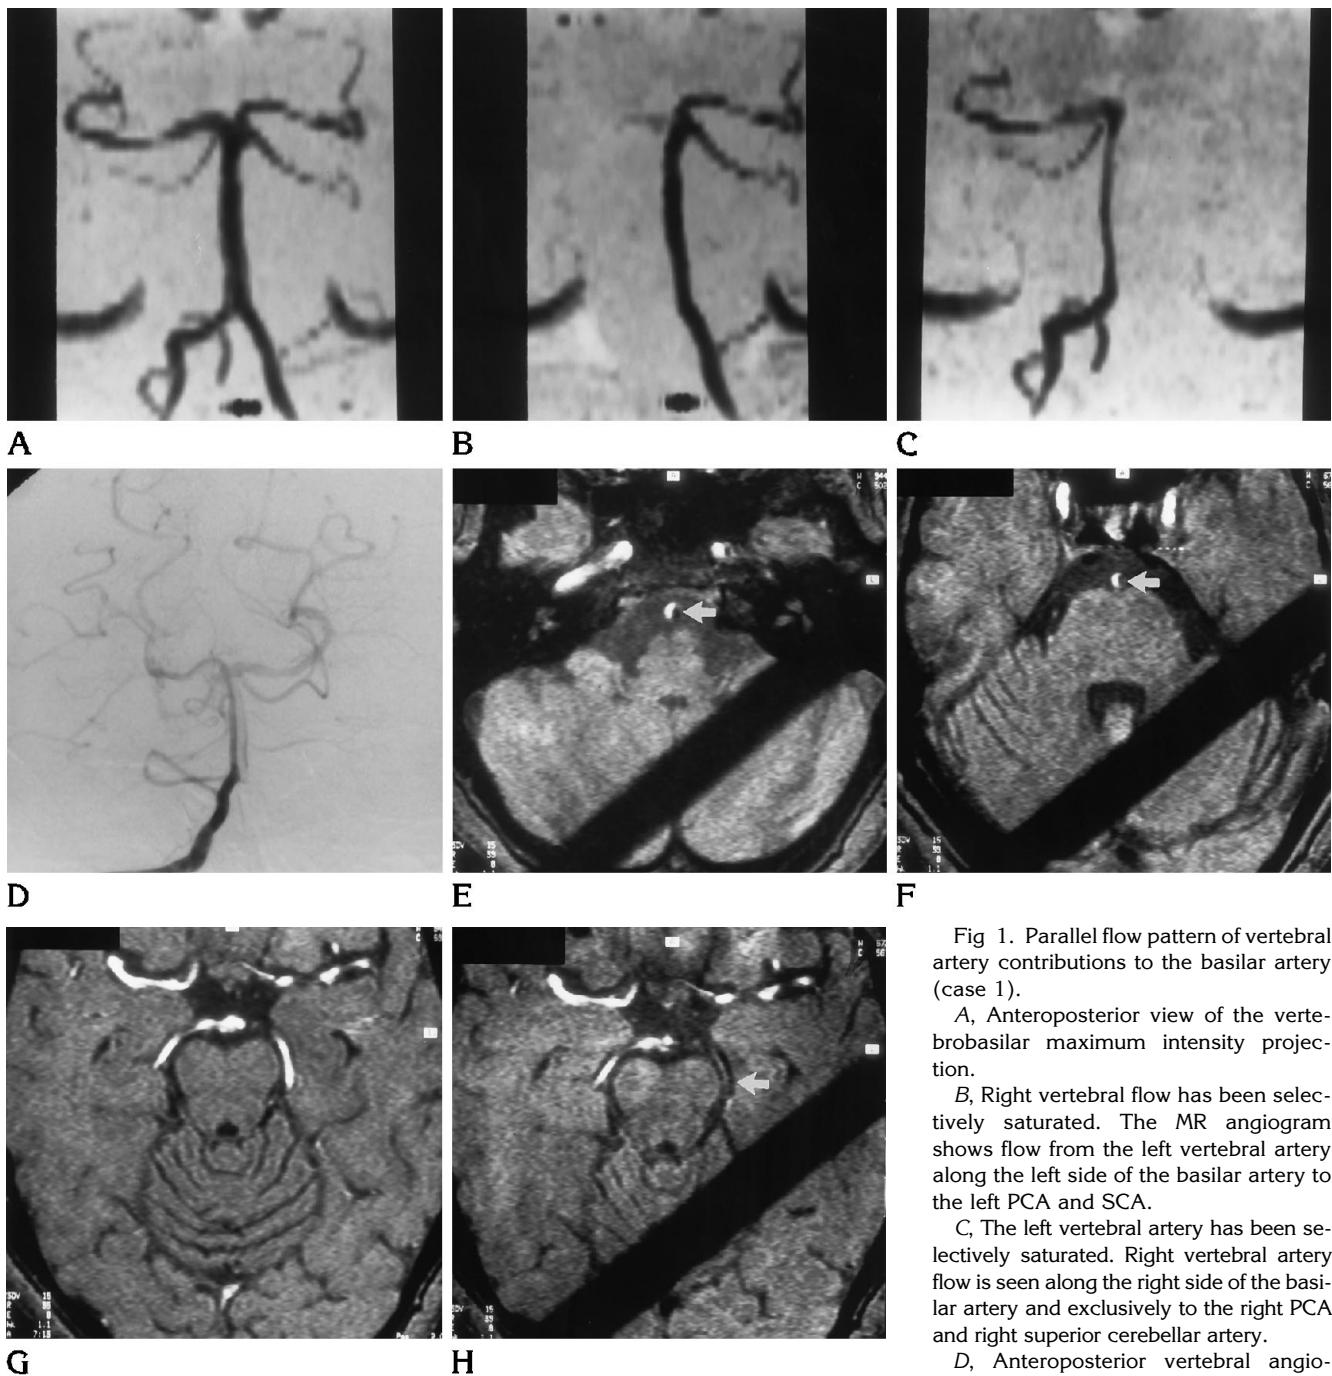 A
B
C
D
E
F
G
H
Fig 1. Parallel flow pattern of vertebral
artery contributions to the basilar artery
(case 1).
A, Anteroposterior view of the verte-
brobasilar maximum intensity projec-
tion.
B, Right vertebral flow has been selec-
tively saturated. The MR angiogram
shows flow from the left vertebral artery
along the left side of the basilar artery to
the left PCA and SCA.
C, The left vertebral artery has been se-
lectively saturated. Right vertebral artery
flow is seen along the right side of the basi-
lar artery and exclusively to the right PCA
and right superior cerebellar artery.
D, Anteroposterior vertebral angio-